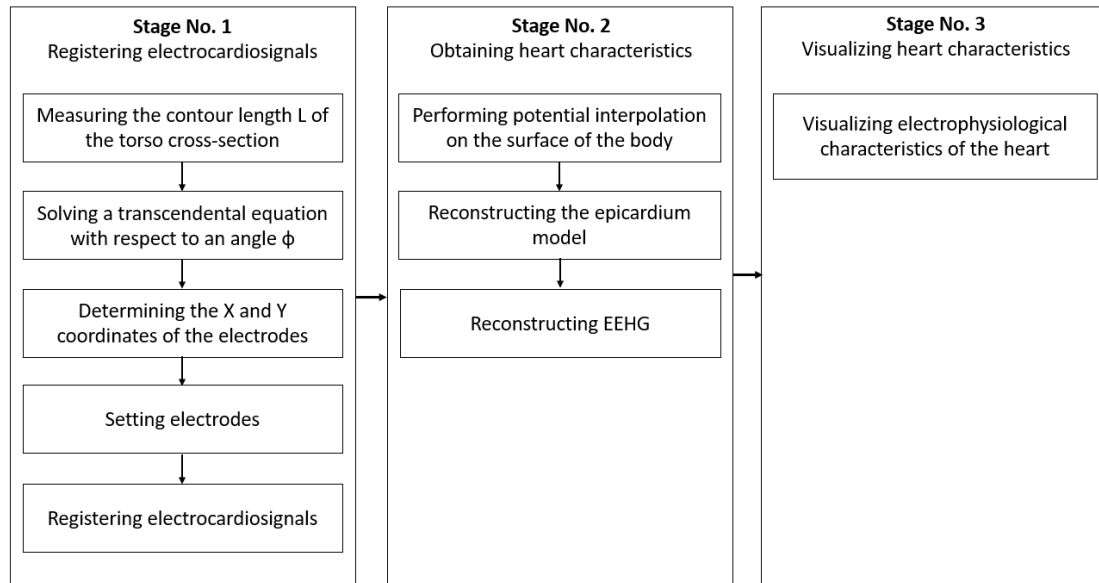 Stage No. 1
Registering electrocardiosignals
Measuring the contour length L of
the torso cross-section
Solving a transcendental equation
with respect to an angle ϕ
Determining the X and Y
coordinates of the electrodes
Setting electrodes
Registering electrocardiosignals
Stage No. 2
Obtaining heart characteristics
Performing potential interpolation
on the surface of the body
Reconstructing the epicardium
model
Reconstructing EEHG
Stage No. 3
Visualizing heart characteristics
Visualizing electrophysiological
characteristics of the heart